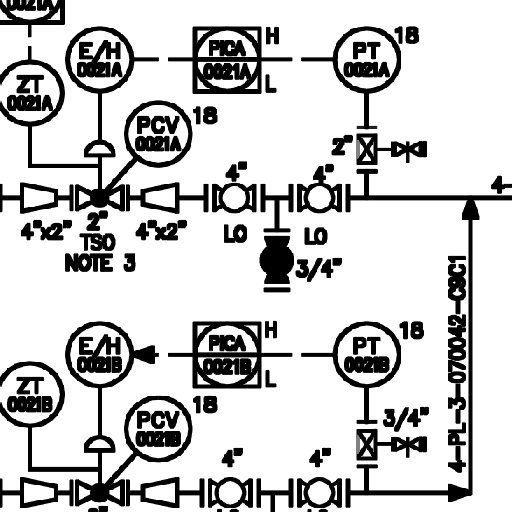 0021A
E/H
0021A
PICA
0021A
H
L
PT
0021A
18
ZT
0021A
PCV
0021A
18
2"
4"
4"
4"x2"
2"
TSO
NOTE 3
4"x2"
LO
LO
3/4"
4-
4-PL-3-070042-C9C1
E/H
0021B
PICA
0021B
H
L
PT
0021B
18
ZT
0021B
PCV
0021B
18
3/4"
4"
4"